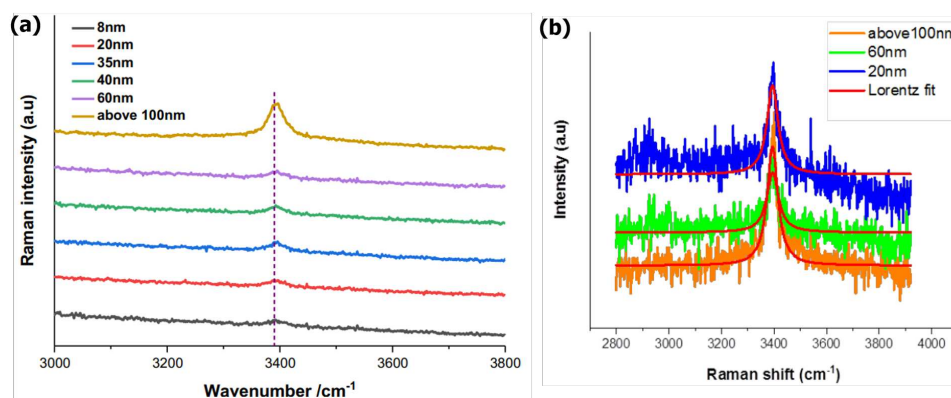 (a)
8nm
20nm
35nm
40nm
60nm
above 100nm
Raman intensity (a.u)
3000 3200 3400 3600 3800
Wavenumber /cm⁻¹
(b)
above100nm
60nm
20nm
Lorentz fit
Intensity (a.u)
2800 3000 3200 3400 3600 3800 4000
Raman shift (cm⁻¹)